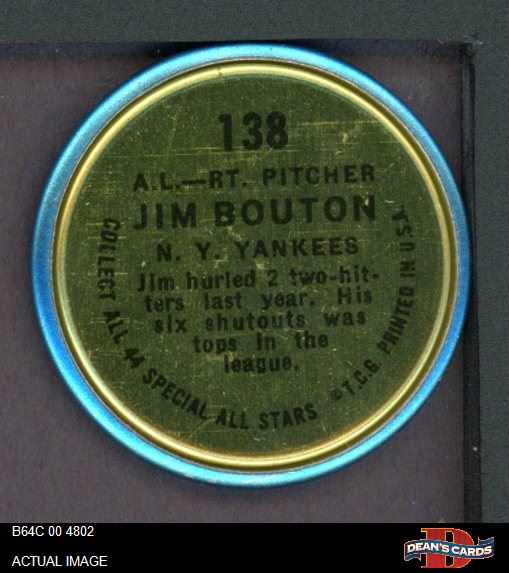 138
A.L.—RT. PITCHER
JIM BOUTON
N. Y. YANKEES
Jim hurled 2 two-hit-
ters last year. His
six shutouts was
tops in the
league.
COLLECT ALL 44 SPECIAL ALL STARS
©T.C.G. PRINTED IN USA
B64C 00 4802
ACTUAL IMAGE
D
DEAN'S CARDS